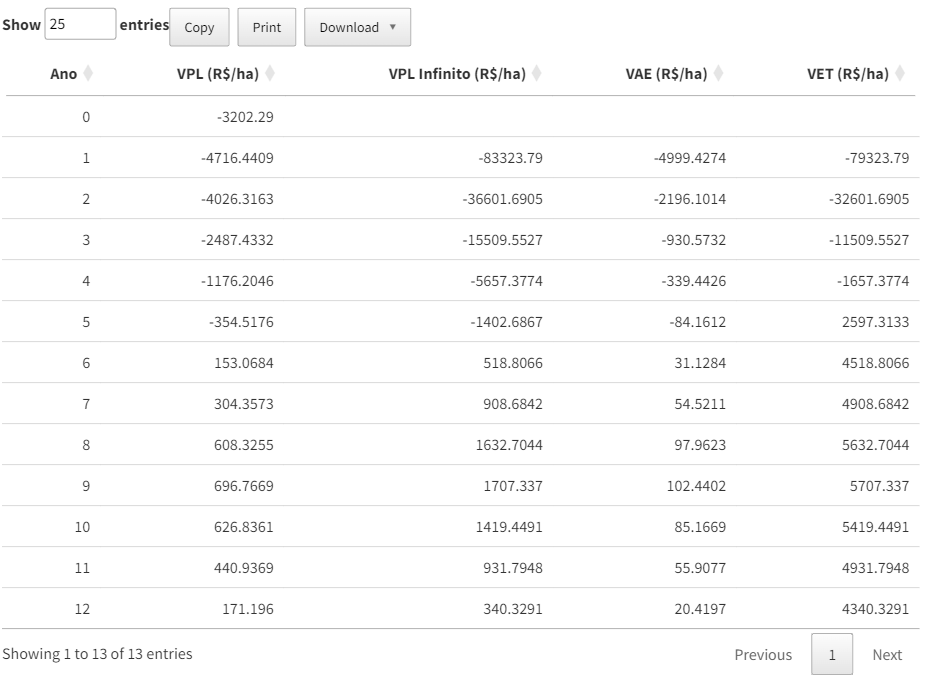 Show 25 entries Copy Print Download
Ano VPL (R$/ha) VPL Infinito (R$/ha) VAE (R$/ha) VET (R$/ha)
0 -3202.29
1 -4716.4409 -83323.79 -4999.4274 -79323.79
2 -4026.3163 -36601.6905 -2196.1014 -32601.6905
3 -2487.4332 -15509.5527 -930.5732 -11509.5527
4 -1176.2046 -5657.3774 -339.4426 -1657.3774
5 -354.5176 -1402.6867 -84.1612 2597.3133
6 153.0684 518.8066 31.1284 4518.8066
7 304.3573 908.6842 54.5211 4908.6842
8 608.3255 1632.7044 97.9623 5632.7044
9 696.7669 1707.337 102.4402 5707.337
10 626.8361 1419.4491 85.1669 5419.4491
11 440.9369 931.7948 55.9077 4931.7948
12 171.196 340.3291 20.4197 4340.3291
Showing 1 to 13 of 13 entries Previous 1 Next